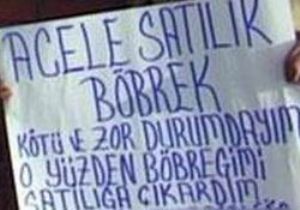 ACELE SATILIK
BÖBREK
KÖTÜ VE ZOR DURUMDAYIM
O YÜZDEN BÖBREĞİMİ
SATILIĞA ÇIKARDIM